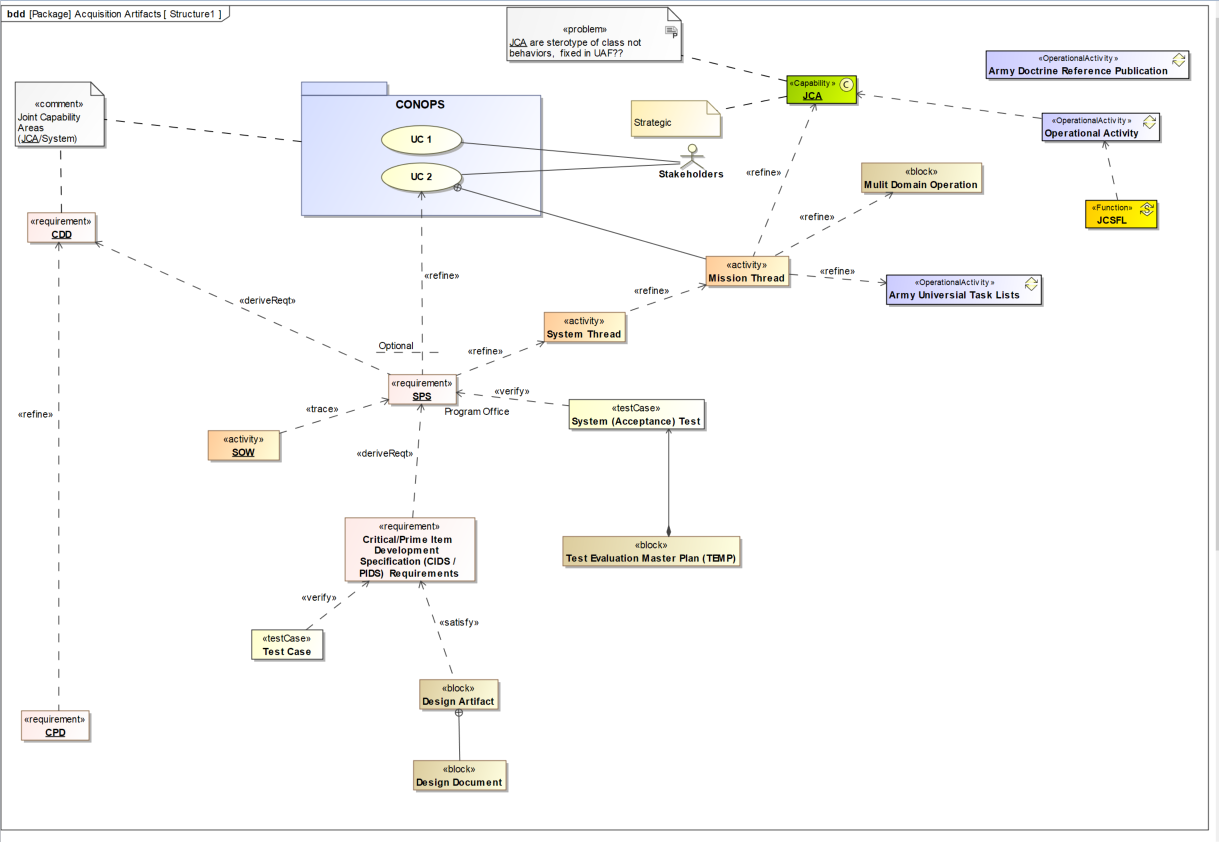 bdd [Package] Acquisition Artifacts [ Structure1 ]
«problem»
JCA are sterotype of class not
behaviors, fixed in UAF??
P
«OperationalActivity»
Army Doctrine Reference Publication
«Capability»
C
JCA
«comment»
Joint Capability
Areas
(JCA/System)
CONOPS
UC 1
UC 2
Strategic
Stakeholders
«OperationalActivity»
Operational Activity
«refine»
«block»
Mulit Domain Operation
«Function»
S
JCSFL
«requirement»
CDD
«refine»
«activity»
Mission Thread
«refine»
«OperationalActivity»
Army Universial Task Lists
«refine»
«refine»
«deriveReqt»
«activity»
System Thread
Optional
«refine»
«requirement»
SPS
«verify»
Program Office
«testCase»
System (Acceptance) Test
«trace»
«refine»
«activity»
SOW
«deriveReqt»
«requirement»
Critical/Prime Item
Development
Specification (CIDS /
PIDS) Requirements
«block»
Test Evaluation Master Plan (TEMP)
«verify»
«satisfy»
«testCase»
Test Case
«block»
Design Artifact
«requirement»
CPD
«block»
Design Document